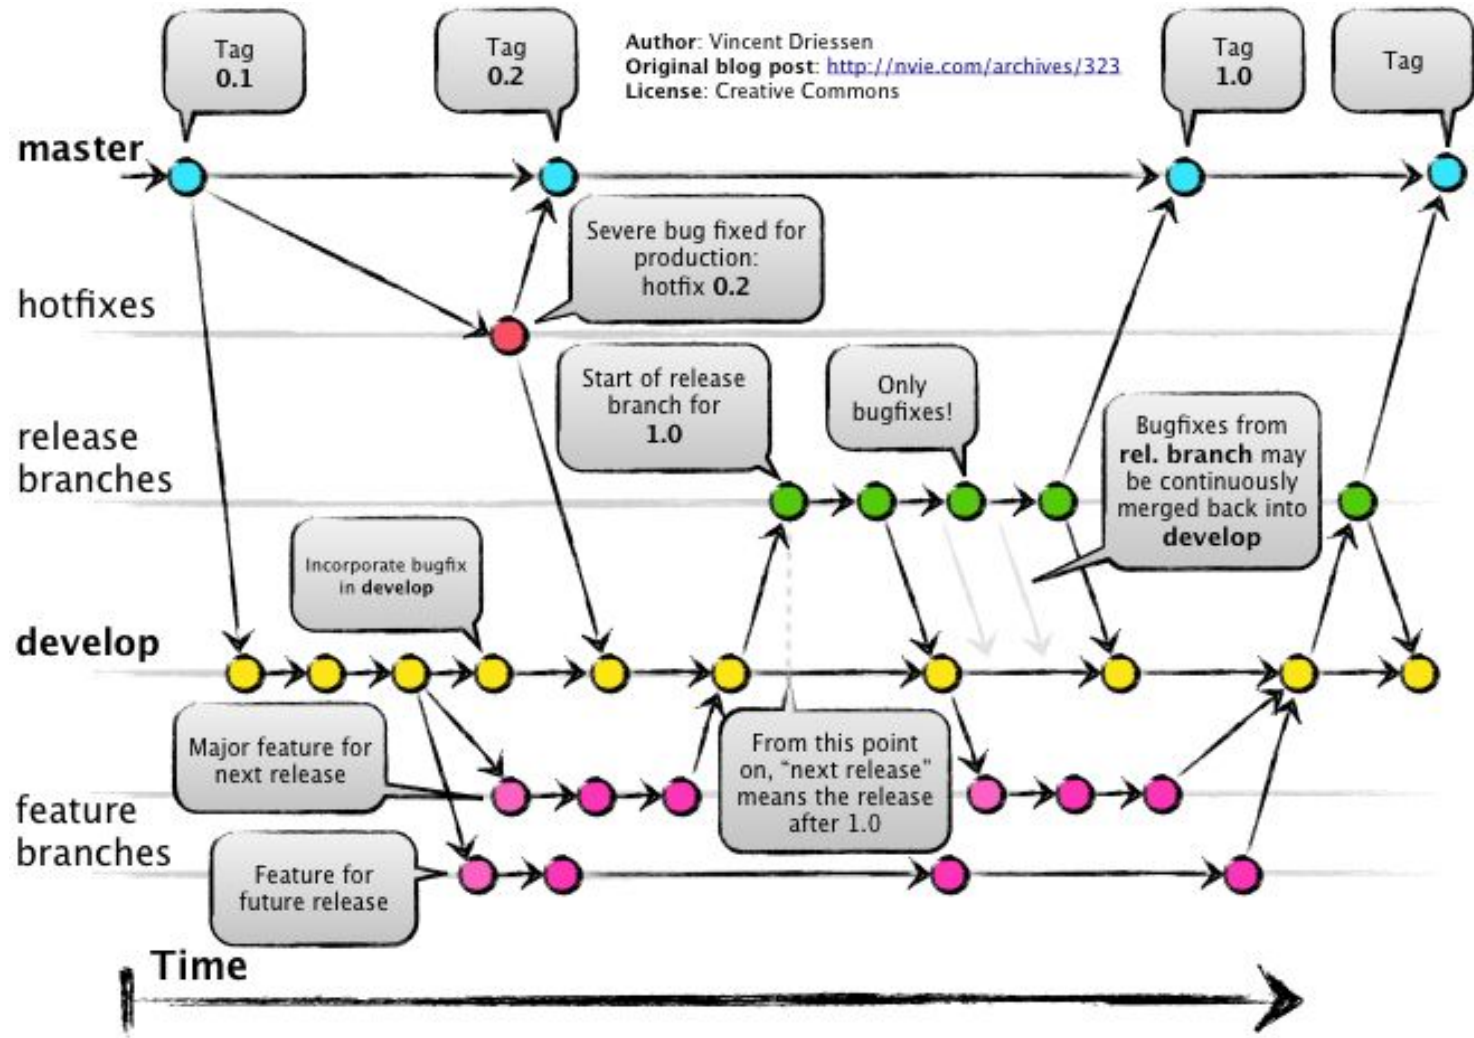 Tag
0.1
Tag
0.2
Author: Vincent Driessen
Original blog post: http://nvie.com/archives/323
License: Creative Commons
Tag
1.0
Tag
master
Severe bug fixed for
production:
hotfix 0.2
hotfixes
Start of release
branch for
1.0
Only
bugfixes!
Bugfixes from
rel. branch may
be continuously
merged back into
develop
release
branches
Incorporate bugfix
in develop
develop
Major feature for
next release
From this point
on, “next release”
means the release
after 1.0
feature
branches
Feature for
future release
Time